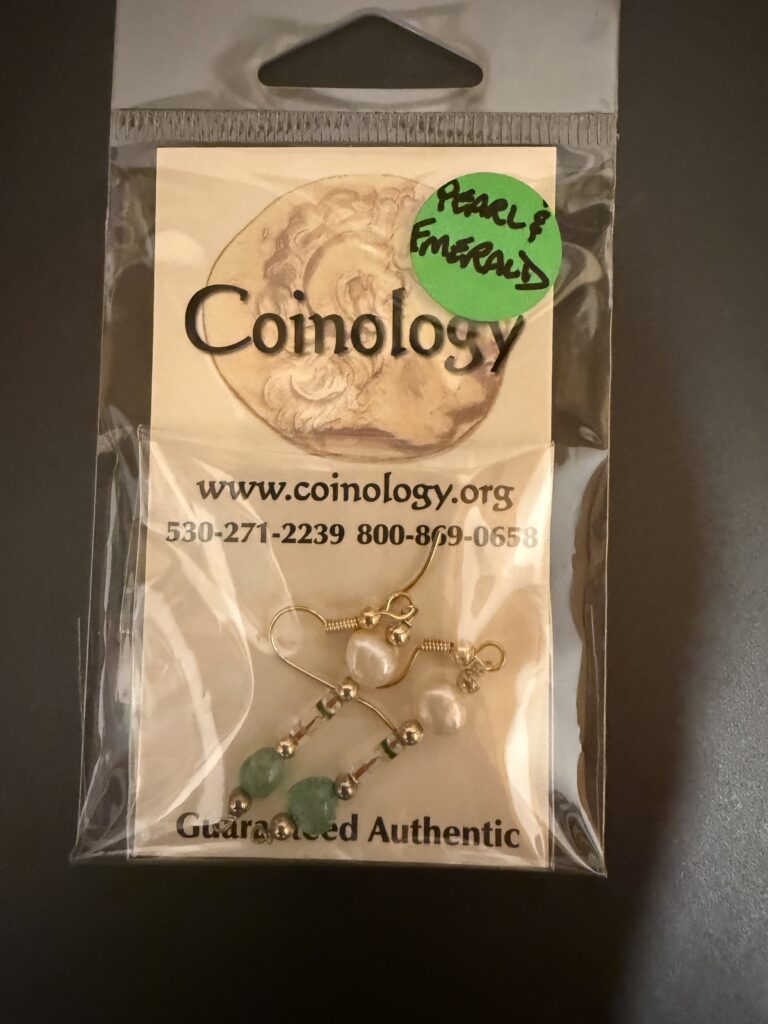 PEARL &
EMERALD
Coinology
www.coinology.org
530-271-2239 800-869-0658
Guaranteed Authentic